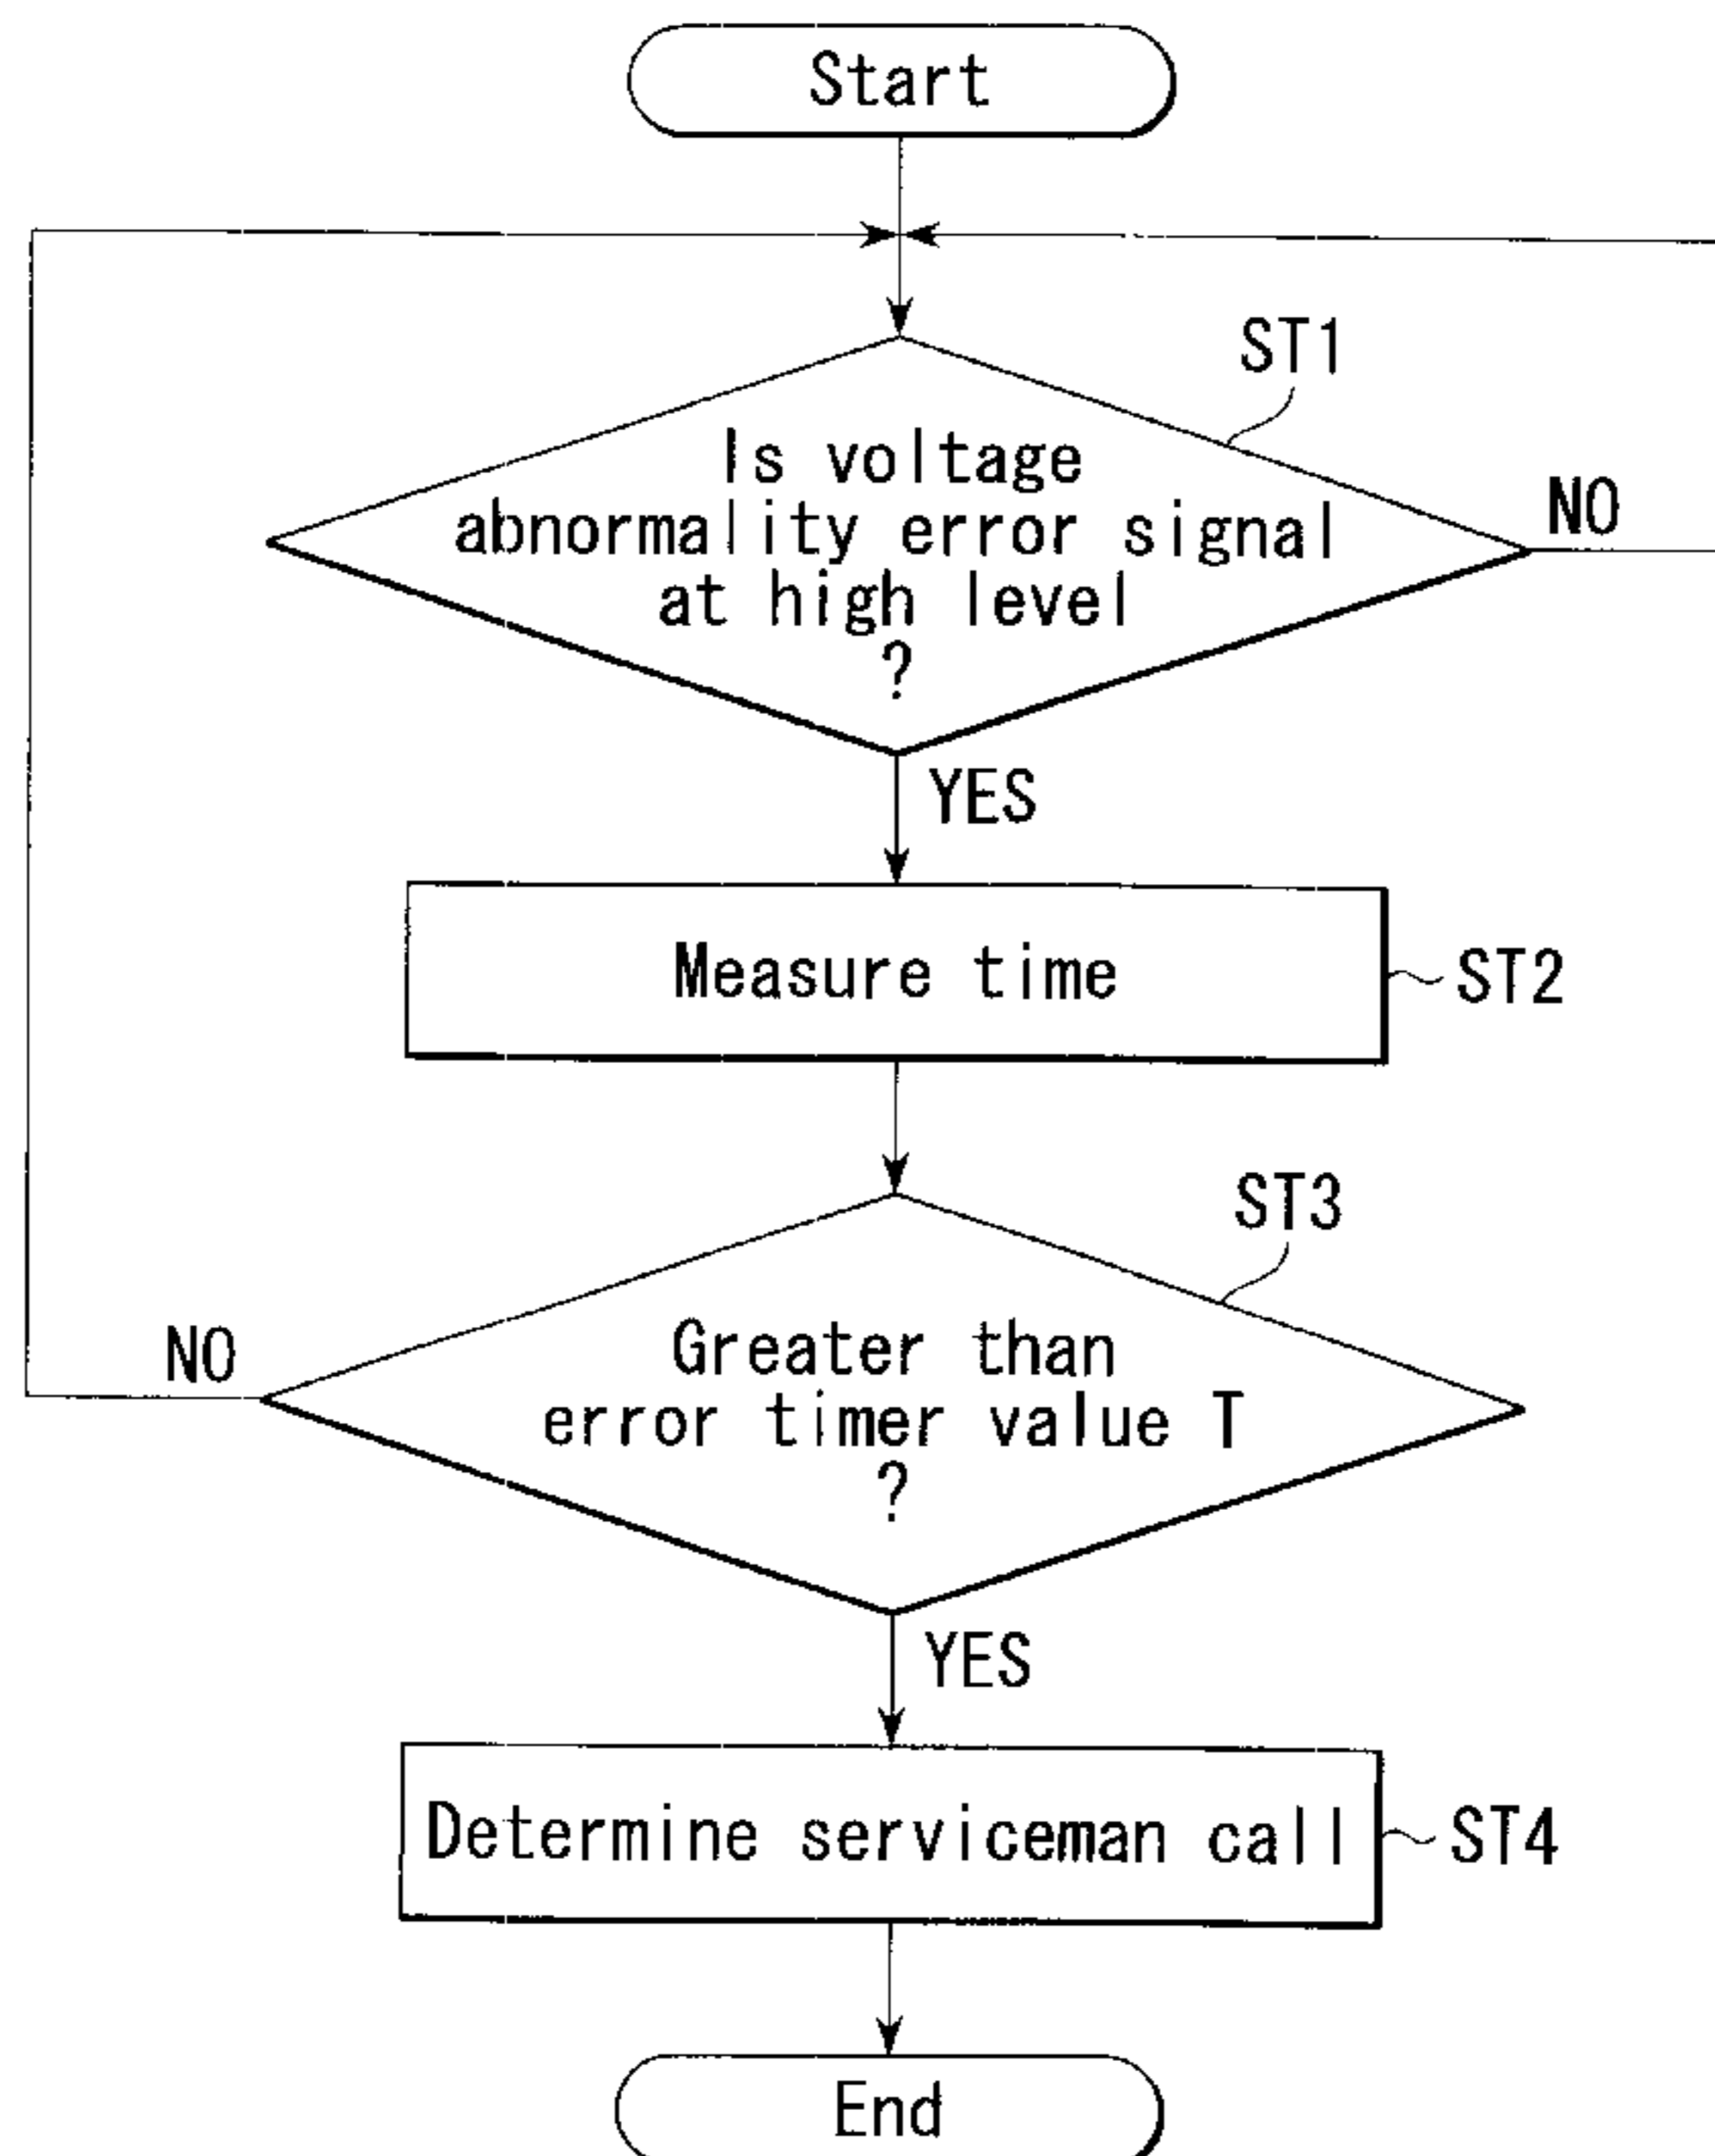 Start
ST1
Is voltage
abnormality error signal
at high level
?
NO
YES
Measure time
ST2
ST3
Greater than
error timer value T
?
NO
YES
Determine serviceman call
ST4
End